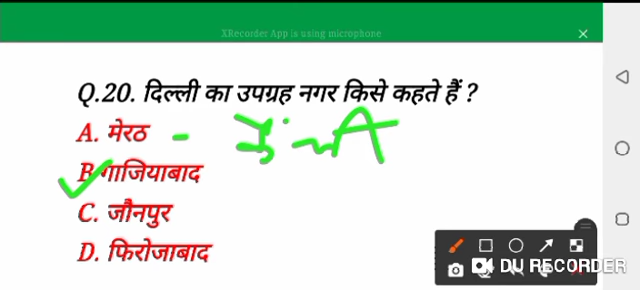 XRecorder App is using microphone
Q.20. दिल्ली का उपग्रह नगर किसे कहते हैं ?
A. मेरठ -
B गाजियाबाद
C. जौनपुर
D. फिरोजाबाद
DU RECORDER